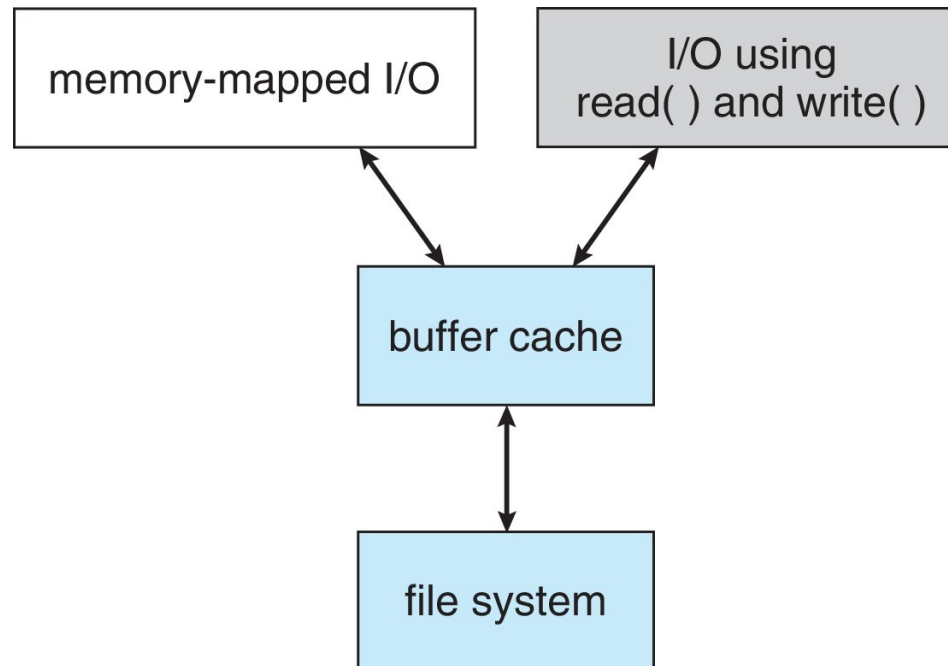 memory-mapped I/O
I/O using
read( ) and write( )
buffer cache
file system